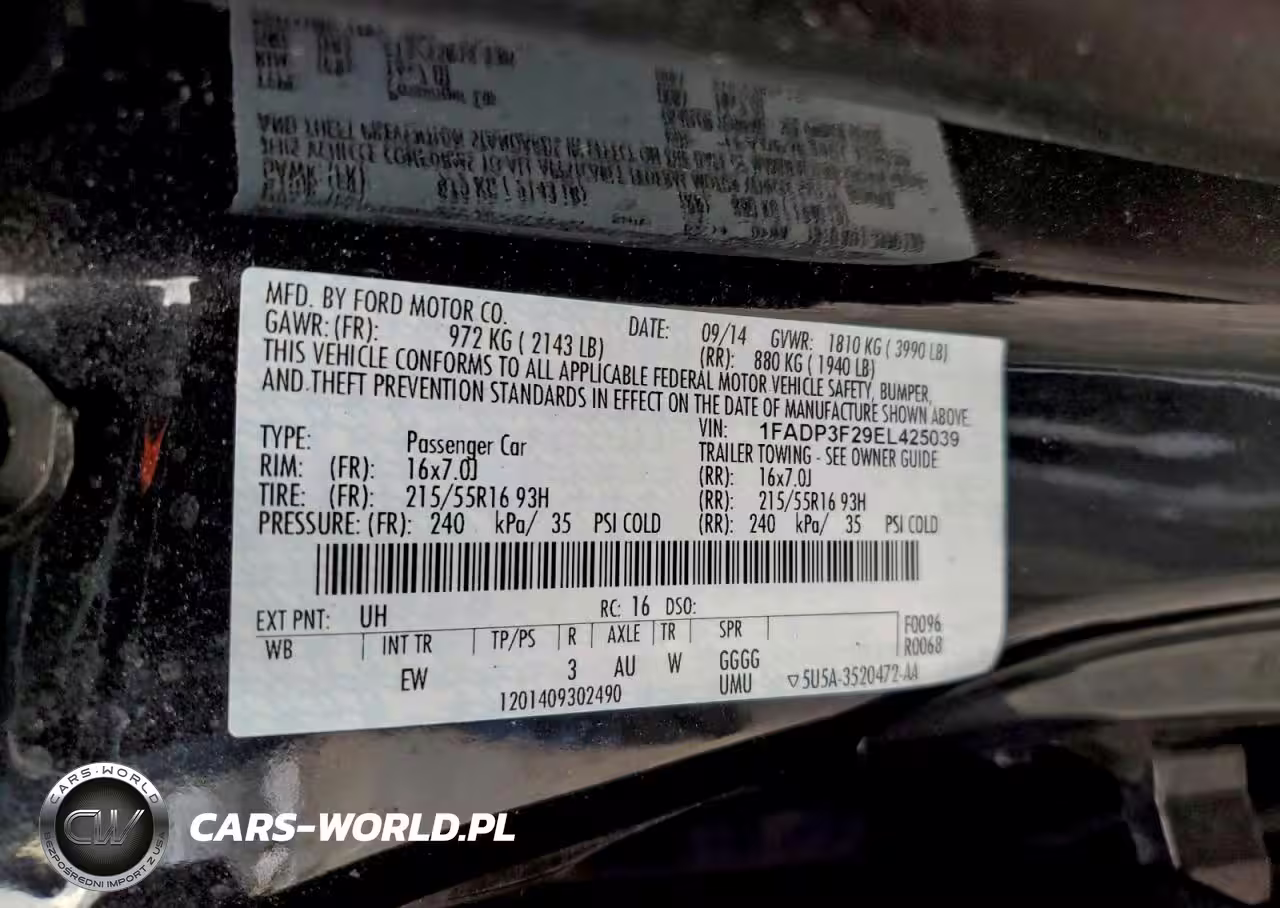 MFD. BY FORD MOTOR CO. DATE: 09/14 GVWR: 1810 KG ( 3990 LB)
GAWR: (FR): 972 KG ( 2143 LB) (RR): 880 KG ( 1940 LB)
THIS VEHICLE CONFORMS TO ALL APPLICABLE FEDERAL MOTOR VEHICLE SAFETY, BUMPER,
AND THEFT PREVENTION STANDARDS IN EFFECT ON THE DATE OF MANUFACTURE SHOWN ABOVE.
VIN: 1FADP3F29EL425039
TYPE: Passenger Car TRAILER TOWING - SEE OWNER GUIDE
RIM: (FR): 16x7.0J (RR): 16x7.0J
TIRE: (FR): 215/55R16 93H (RR): 215/55R16 93H
PRESSURE: (FR): 240 kPa/ 35 PSI COLD (RR): 240 kPa/ 35 PSI COLD
EXT PNT: UH RC: 16 DSO:
WB INT TR TP/PS R AXLE TR SPR F0096
R0068
EW 3 AU W GGGG
UMU ▽5U5A-3520472-AA
1201409302490
CARS-WORLD
CW
BEZPOŚREDNI IMPORT Z USA
CARS-WORLD.PL